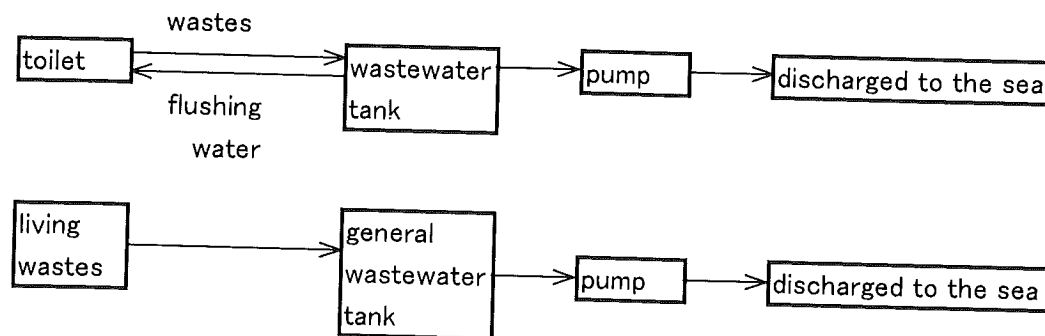 wastes
toilet
wastewater
tank
pump
discharged to the sea
flushing
water
living
wastes
general
wastewater
tank
pump
discharged to the sea